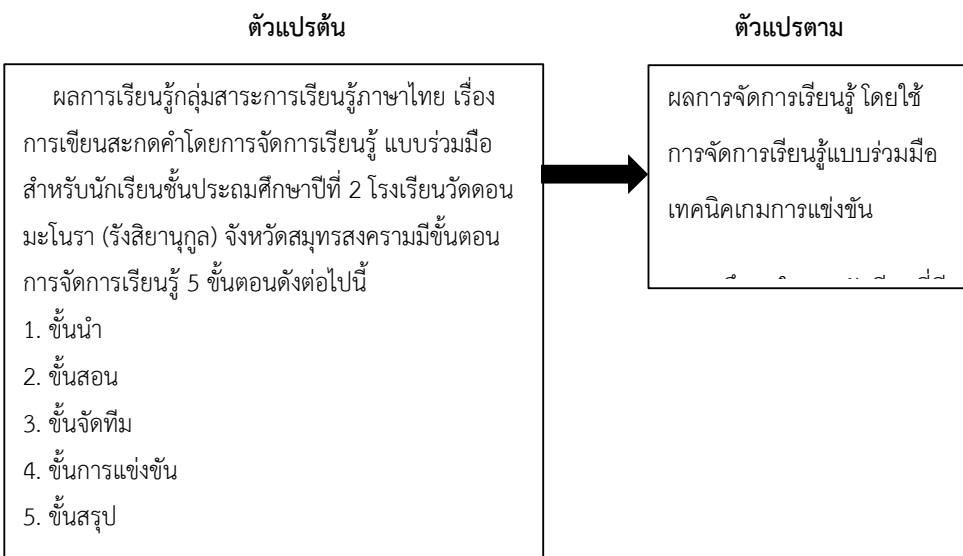 ตัวแปรต้น
ผลการเรียนรู้กลุ่มสาระการเรียนรู้ภาษาไทย เรื่อง
การเขียนสะกดคำโดยการจัดการเรียนรู้ แบบร่วมมือ
สำหรับนักเรียนชั้นประถมศึกษาปีที่ 2 โรงเรียนวัดดอน
มะโนรา (รังสิยานุกูล) จังหวัดสมุทรสงครามมีขั้นตอน
การจัดการเรียนรู้ 5 ขั้นตอนดังต่อไปนี้
1. ขั้นนำ
2. ขั้นสอน
3. ขั้นจัดทีม
4. ขั้นการแข่งขัน
5. ขั้นสรุป
ตัวแปรตาม
ผลการจัดการเรียนรู้ โดยใช้
การจัดการเรียนรู้แบบร่วมมือ
เทคนิคเกมการแข่งขัน